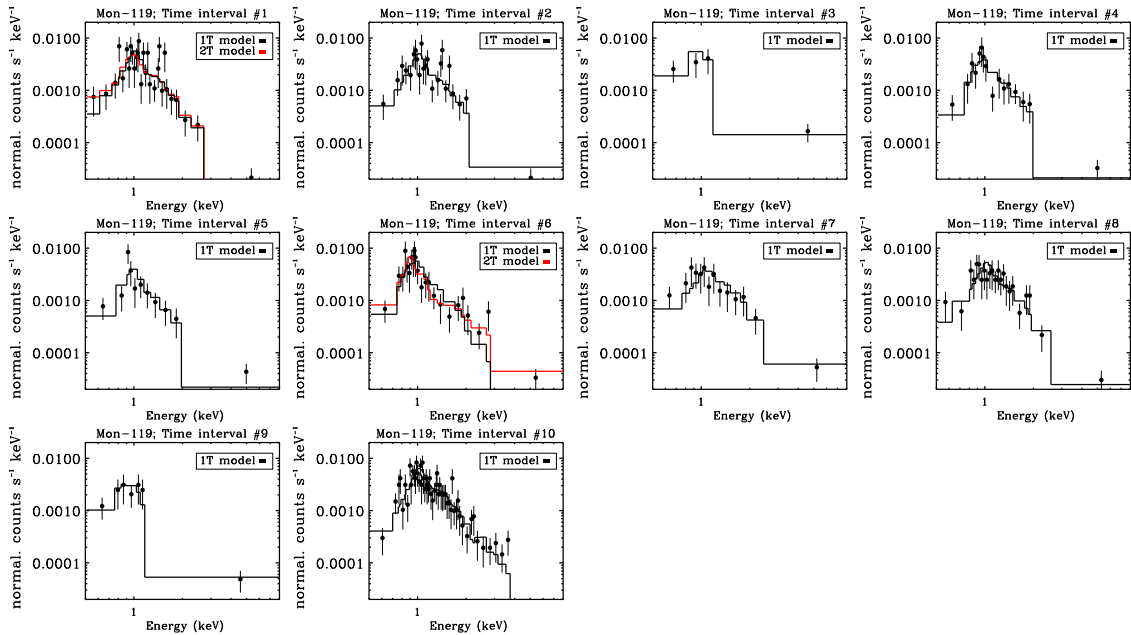 Mon-119; Time interval #1
Mon-119; Time interval #2
Mon-119; Time interval #3
Mon-119; Time interval #4
normal. counts s⁻¹ keV⁻¹
0.0100
0.0010
0.0001
1T model
2T model
1
Energy (keV)
normal. counts s⁻¹ keV⁻¹
0.0100
0.0010
0.0001
1T model
1
Energy (keV)
normal. counts s⁻¹ keV⁻¹
0.0100
0.0010
0.0001
1T model
1
Energy (keV)
normal. counts s⁻¹ keV⁻¹
0.0100
0.0010
0.0001
1T model
1
Energy (keV)
Mon-119; Time interval #5
Mon-119; Time interval #6
Mon-119; Time interval #7
Mon-119; Time interval #8
normal. counts s⁻¹ keV⁻¹
0.0100
0.0010
0.0001
1T model
1
Energy (keV)
normal. counts s⁻¹ keV⁻¹
0.0100
0.0010
0.0001
1T model
2T model
1
Energy (keV)
normal. counts s⁻¹ keV⁻¹
0.0100
0.0010
0.0001
1T model
1
Energy (keV)
normal. counts s⁻¹ keV⁻¹
0.0100
0.0010
0.0001
1T model
1
Energy (keV)
Mon-119; Time interval #9
Mon-119; Time interval #10
normal. counts s⁻¹ keV⁻¹
0.0100
0.0010
0.0001
1T model
1
Energy (keV)
normal. counts s⁻¹ keV⁻¹
0.0100
0.0010
0.0001
1T model
1
Energy (keV)